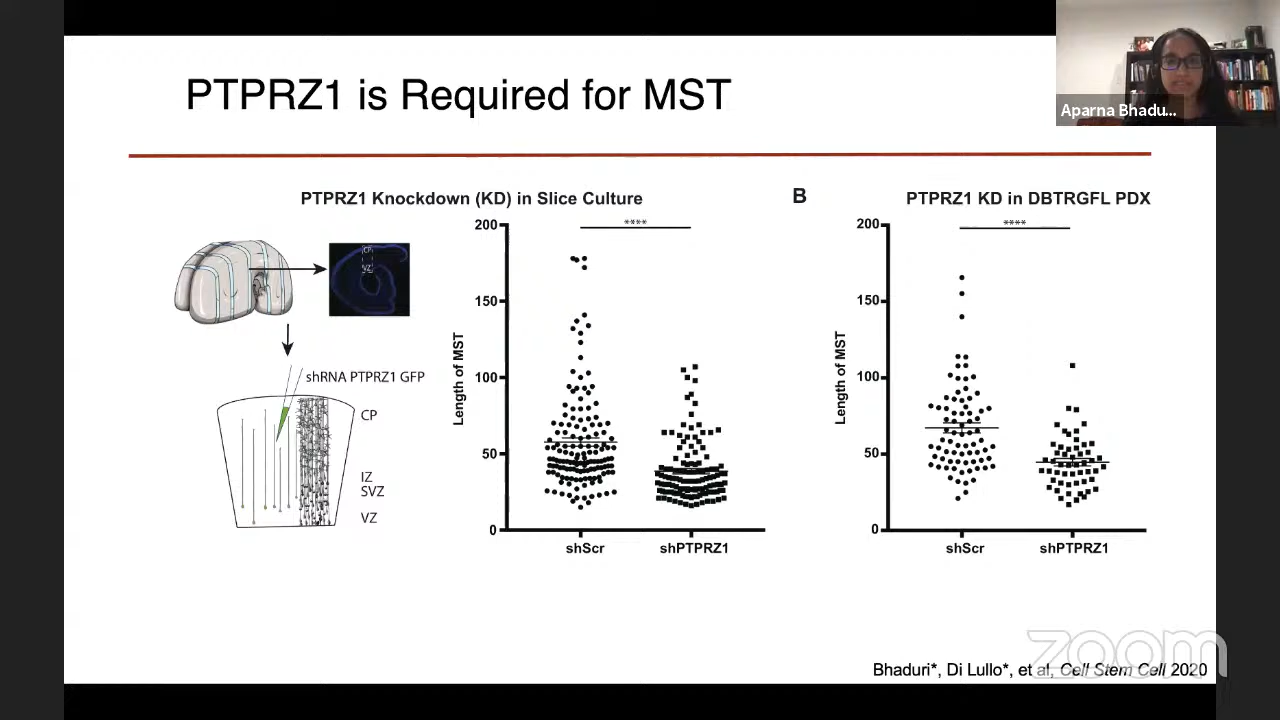 PTPRZ1 is Required for MST
Aparna Bhadu...
PTPRZ1 Knockdown (KD) in Slice Culture
CP
VZ
shRNA PTPRZ1 GFP
CP
IZ
SVZ
VZ
Length of MST
200
150
100
50
0
****
shScr
shPTPRZ1
B
PTPRZ1 KD in DBTRGFL PDX
Length of MST
200
150
100
50
0
****
shScr
shPTPRZ1
Bhaduri*, Di Lullo*, et al, Cell Stem Cell 2020
zoom